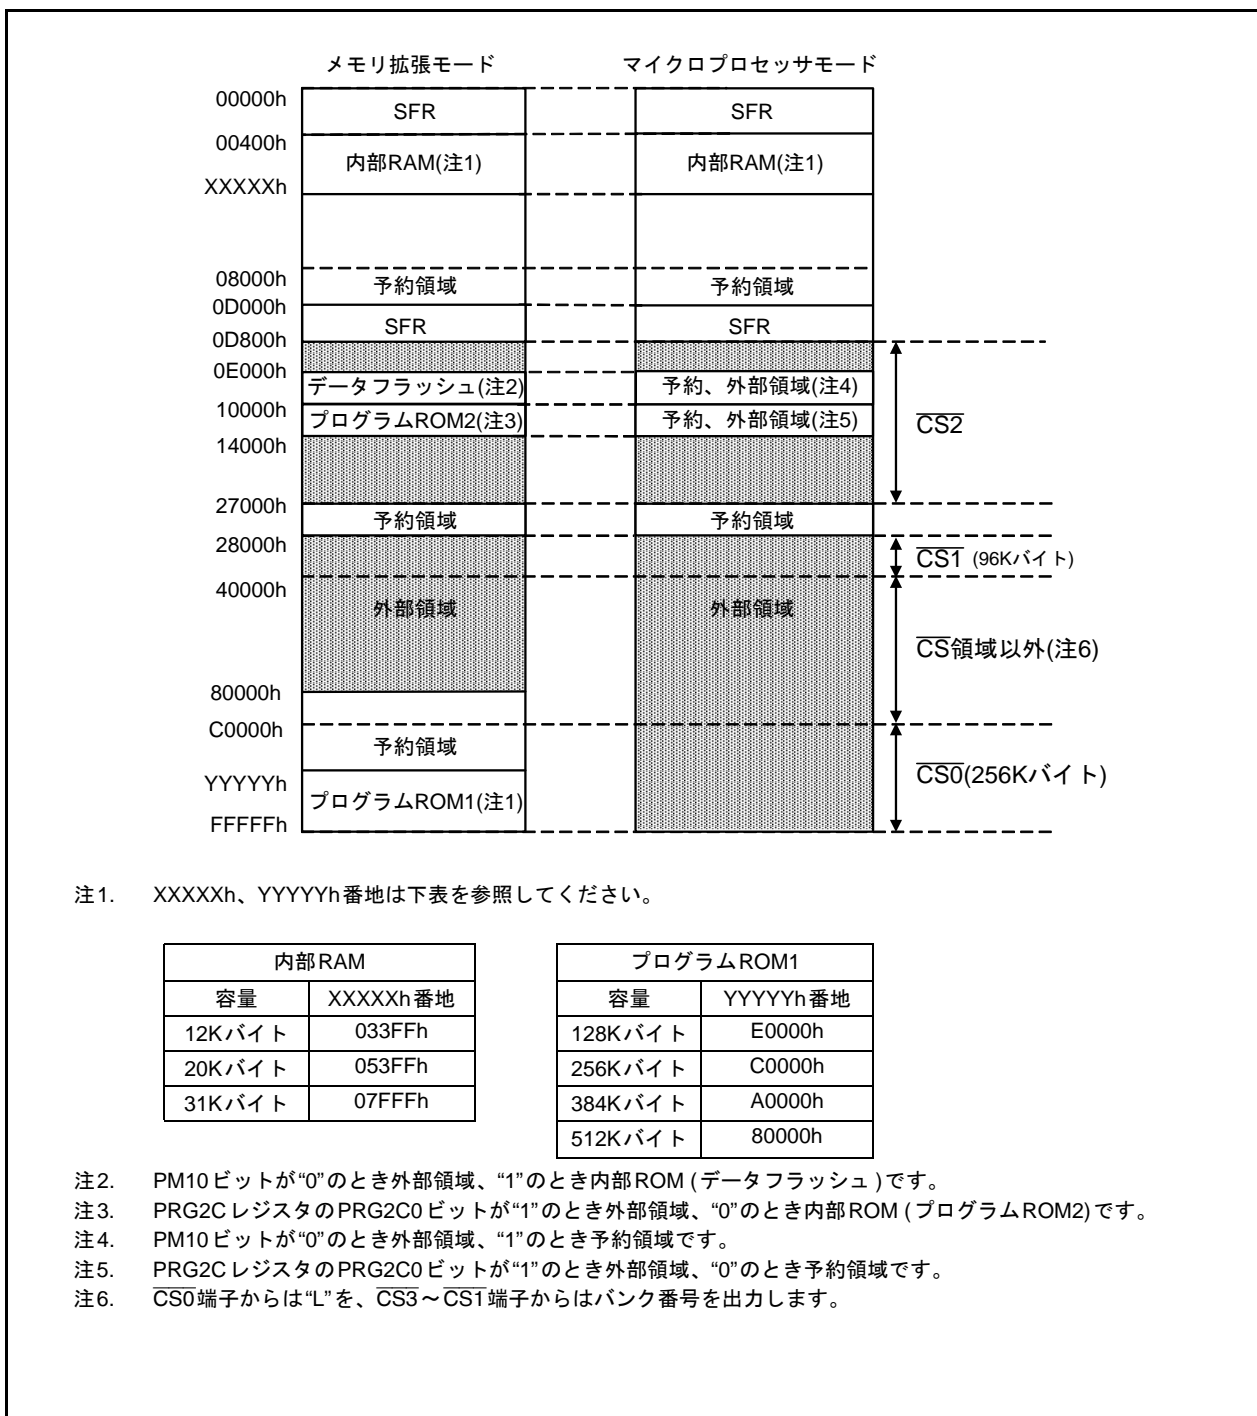 メモリ拡張モード マイクロプロセッサモード
00000h SFR SFR
00400h
内部RAM(注1) 内部RAM(注1)
XXXXXh
08000h 予約領域 予約領域
0D000h
SFR SFR
0D800h
0E000h
データフラッシュ(注2) 予約、外部領域(注4)
10000h
プログラムROM2(注3) 予約、外部領域(注5) CS2
14000h
27000h
予約領域 予約領域
28000h
CS1 (96Kバイト)
40000h
外部領域 外部領域
CS領域以外(注6)
80000h
C0000h
予約領域
CS0(256Kバイト)
YYYYYh
プログラムROM1(注1)
FFFFFh
注1. XXXXXh、YYYYYh番地は下表を参照してください。
内部RAM プログラムROM1
容量 XXXXXh番地 容量 YYYYYh番地
12Kバイト 033FFh 128Kバイト E0000h
20Kバイト 053FFh 256Kバイト C0000h
31Kバイト 07FFFh 384Kバイト A0000h
512Kバイト 80000h
注2. PM10ビットが“0”のとき外部領域、“1”のとき内部ROM (データフラッシュ)です。
注3. PRG2CレジスタのPRG2C0ビットが“1”のとき外部領域、“0”のとき内部ROM (プログラムROM2)です。
注4. PM10ビットが“0”のとき外部領域、“1”のとき予約領域です。
注5. PRG2CレジスタのPRG2C0ビットが“1”のとき外部領域、“0”のとき予約領域です。
注6. CS0端子からは“L”を、CS3～CS1端子からはバンク番号を出力します。